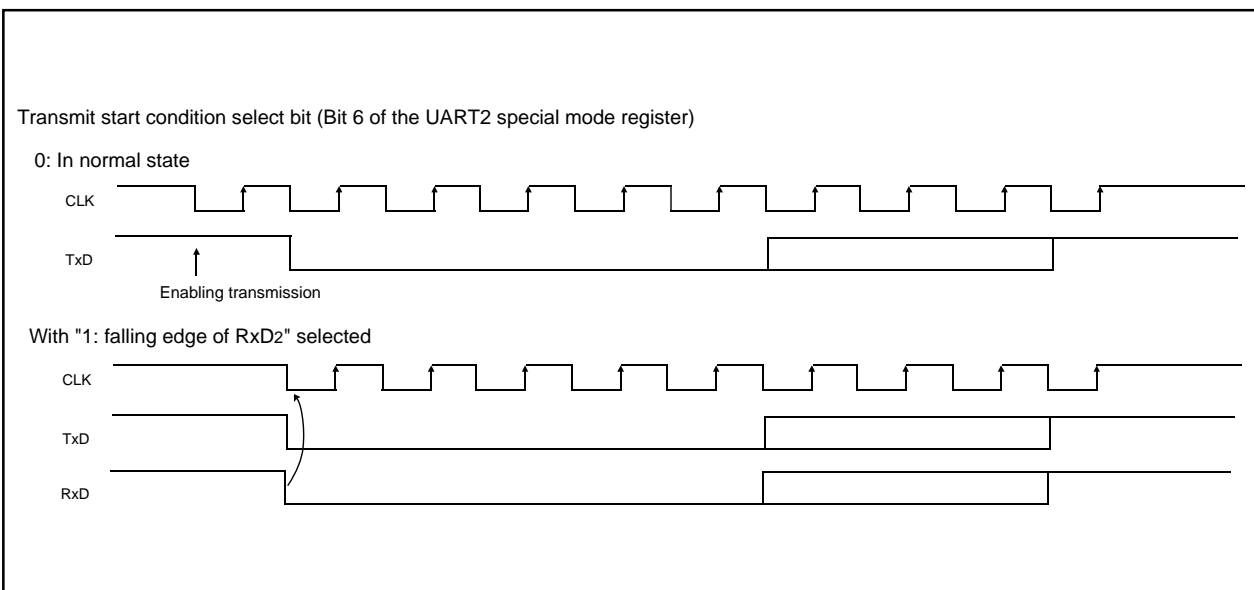 Transmit start condition select bit (Bit 6 of the UART2 special mode register)
0: In normal state
CLK
TxD
Enabling transmission
With "1: falling edge of RxD2" selected
CLK
TxD
RxD